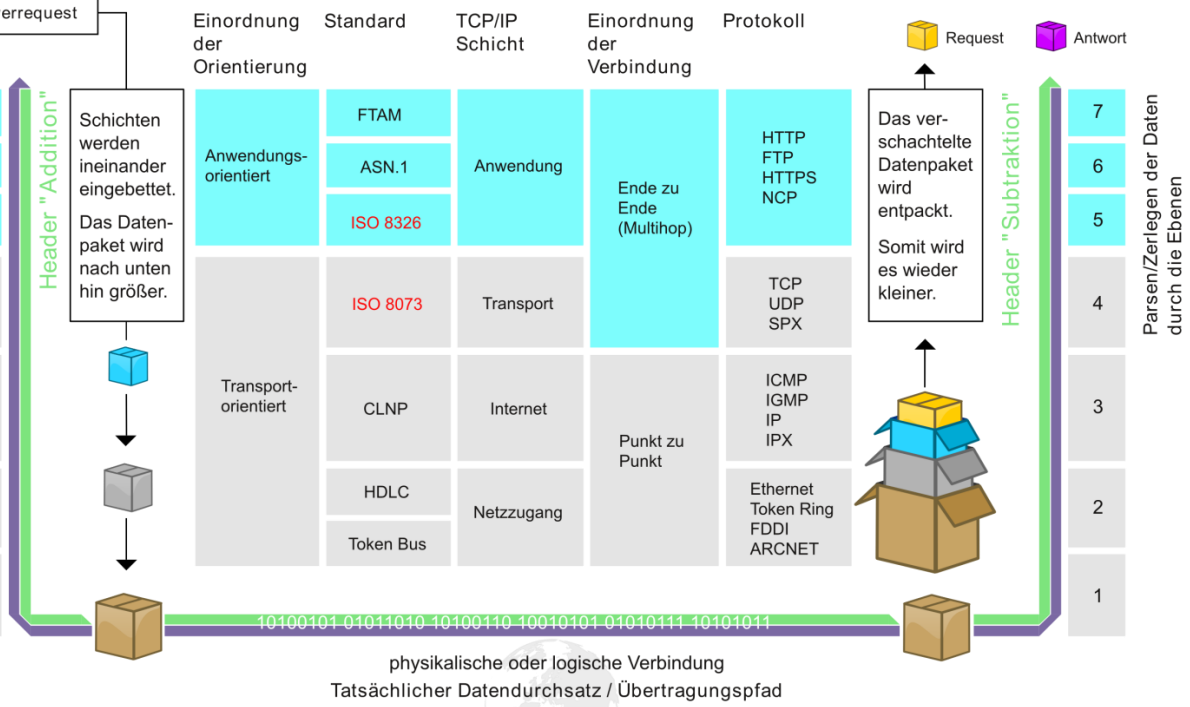 errequest
Einordnung
der
Orientierung
Standard
TCP/IP
Schicht
Einordnung
der
Verbindung
Protokoll
Request
Antwort
Header "Addition"
Schichten
werden
ineinander
eingebettet.
Das Daten-
paket wird
nach unten
hin größer.
Anwendungs-
orientiert
Transport-
orientiert
FTAM
ASN.1
ISO 8326
ISO 8073
CLNP
HDLC
Token Bus
Anwendung
Transport
Internet
Netzzugang
Ende zu
Ende
(Multihop)
Punkt zu
Punkt
HTTP
FTP
HTTPS
NCP
TCP
UDP
SPX
ICMP
IGMP
IP
IPX
Ethernet
Token Ring
FDDI
ARCNET
Das ver-
schachtelte
Datenpaket
wird
entpackt.
Somit wird
es wieder
kleiner.
Header "Subtraktion"
7
6
5
4
3
2
1
Parsen/Zerlegen der Daten
durch die Ebenen
10100101 01011010 10100110 10010101 01010111 10101011
physikalische oder logische Verbindung
Tatsächlicher Datendurchsatz / Übertragungspfad